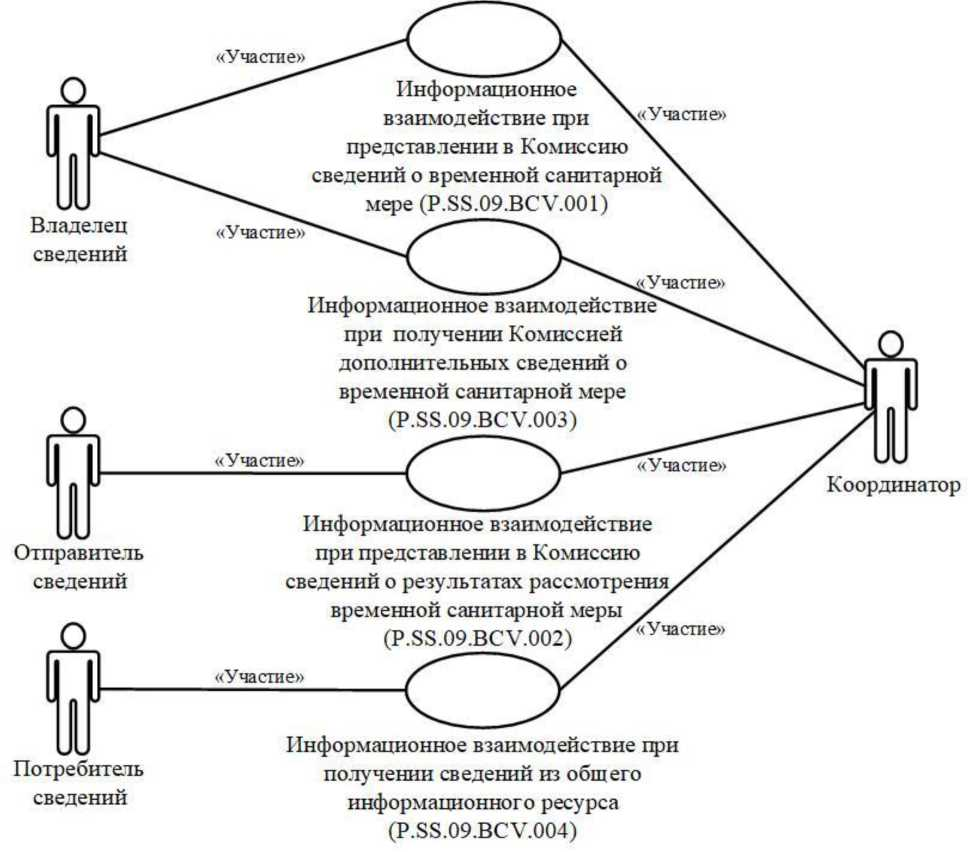 «Участие»
Информационное
взаимодействие при
представлении в Комиссию
сведений о временной санитарной
мере (P.SS.09.BCV.001)
«Участие»
Владелец
сведений
«Участие»
«Участие»
Информационное взаимодействие
при получении Комиссией
дополнительных сведений о
временной санитарной мере
(P.SS.09.BCV.003)
Координатор
«Участие»
«Участие»
Отправитель
сведений
Информационное взаимодействие
при представлении в Комиссию
сведений о результатах рассмотрения
временной санитарной меры
(P.SS.09.BCV.002)
«Участие»
«Участие»
Потребитель
сведений
Информационное взаимодействие при
получении сведений из общего
информационного ресурса
(P.SS.09.BCV.004)